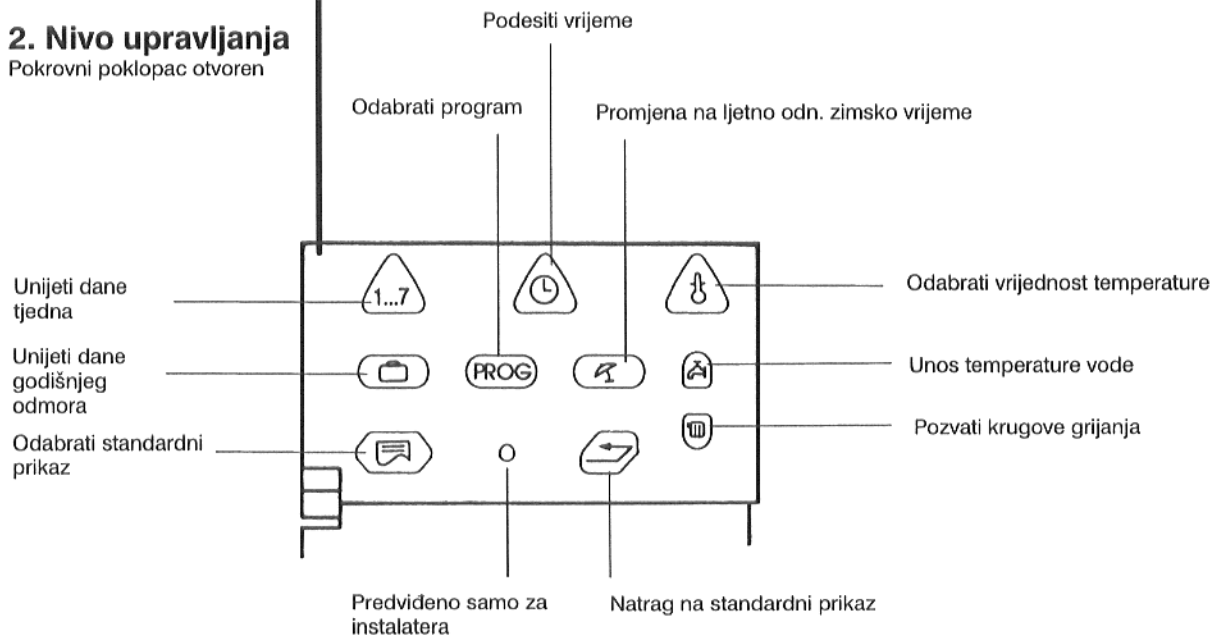 2. Nivo upravljanja
Pokrovni poklopac otvoren
Podesiti vrijeme
Odabrati program
Promjena na ljetno odn. zimsko vrijeme
Unijeti dane
tjedna
1...7
Odabrati vrijednost temperature
Unijeti dane
godišnjeg
odmora
PROG
Unos temperature vode
Odabrati standardni
prikaz
Pozvati krugove grijanja
Predviđeno samo za
instalatera
Natrag na standardni prikaz